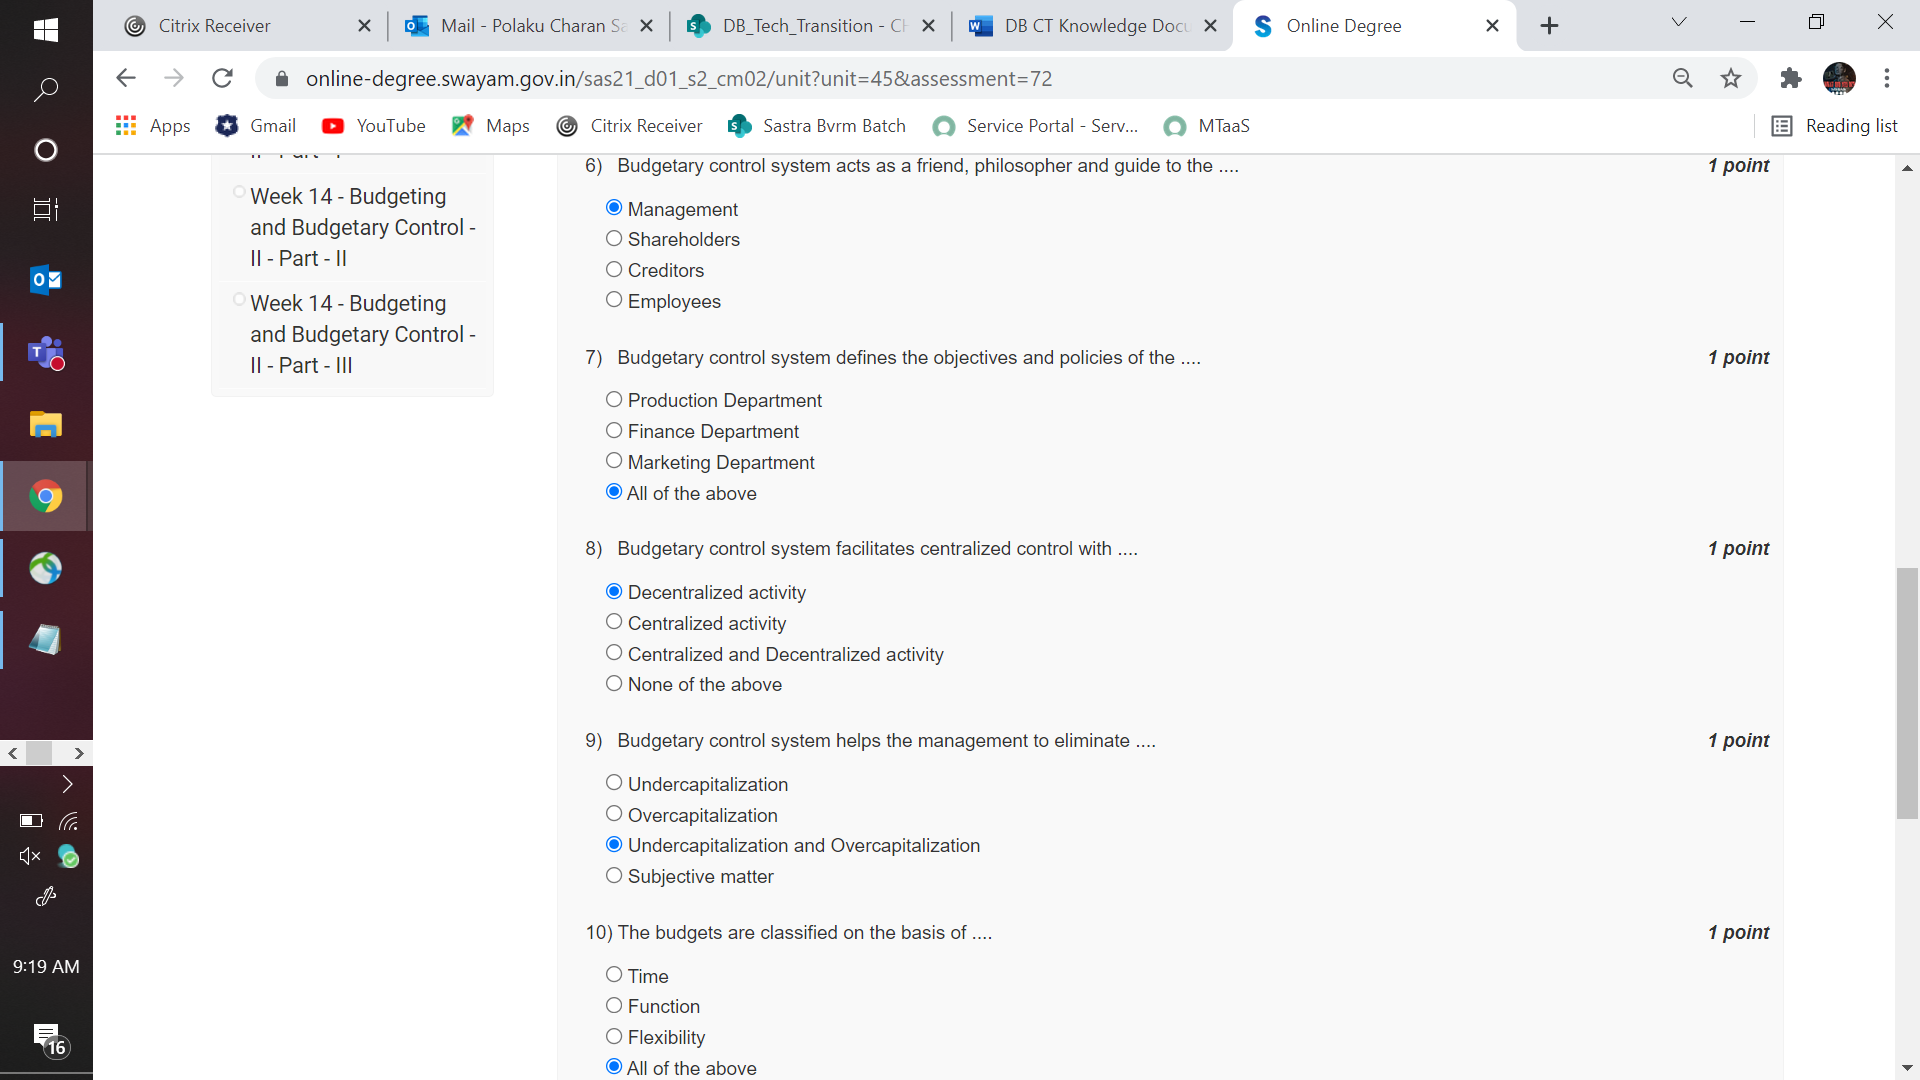 Citrix Receiver
Mail - Polaku Charan Sa
DB_Tech_Transition - CH
DB CT Knowledge Docu
Online Degree
online-degree.swayam.gov.in/sas21_d01_s2_cm02/unit?unit=45&assessment=72
Apps
Gmail
YouTube
Maps
Citrix Receiver
Sastra Bvrm Batch
Service Portal - Serv...
MTaaS
Reading list
II - Part - I
Week 14 - Budgeting
and Budgetary Control -
II - Part - II
Week 14 - Budgeting
and Budgetary Control -
II - Part - III
6) Budgetary control system acts as a friend, philosopher and guide to the .... 1 point
Management
Shareholders
Creditors
Employees
7) Budgetary control system defines the objectives and policies of the .... 1 point
Production Department
Finance Department
Marketing Department
All of the above
8) Budgetary control system facilitates centralized control with .... 1 point
Decentralized activity
Centralized activity
Centralized and Decentralized activity
None of the above
9) Budgetary control system helps the management to eliminate .... 1 point
Undercapitalization
Overcapitalization
Undercapitalization and Overcapitalization
Subjective matter
10) The budgets are classified on the basis of .... 1 point
Time
Function
Flexibility
All of the above
9:19 AM
16